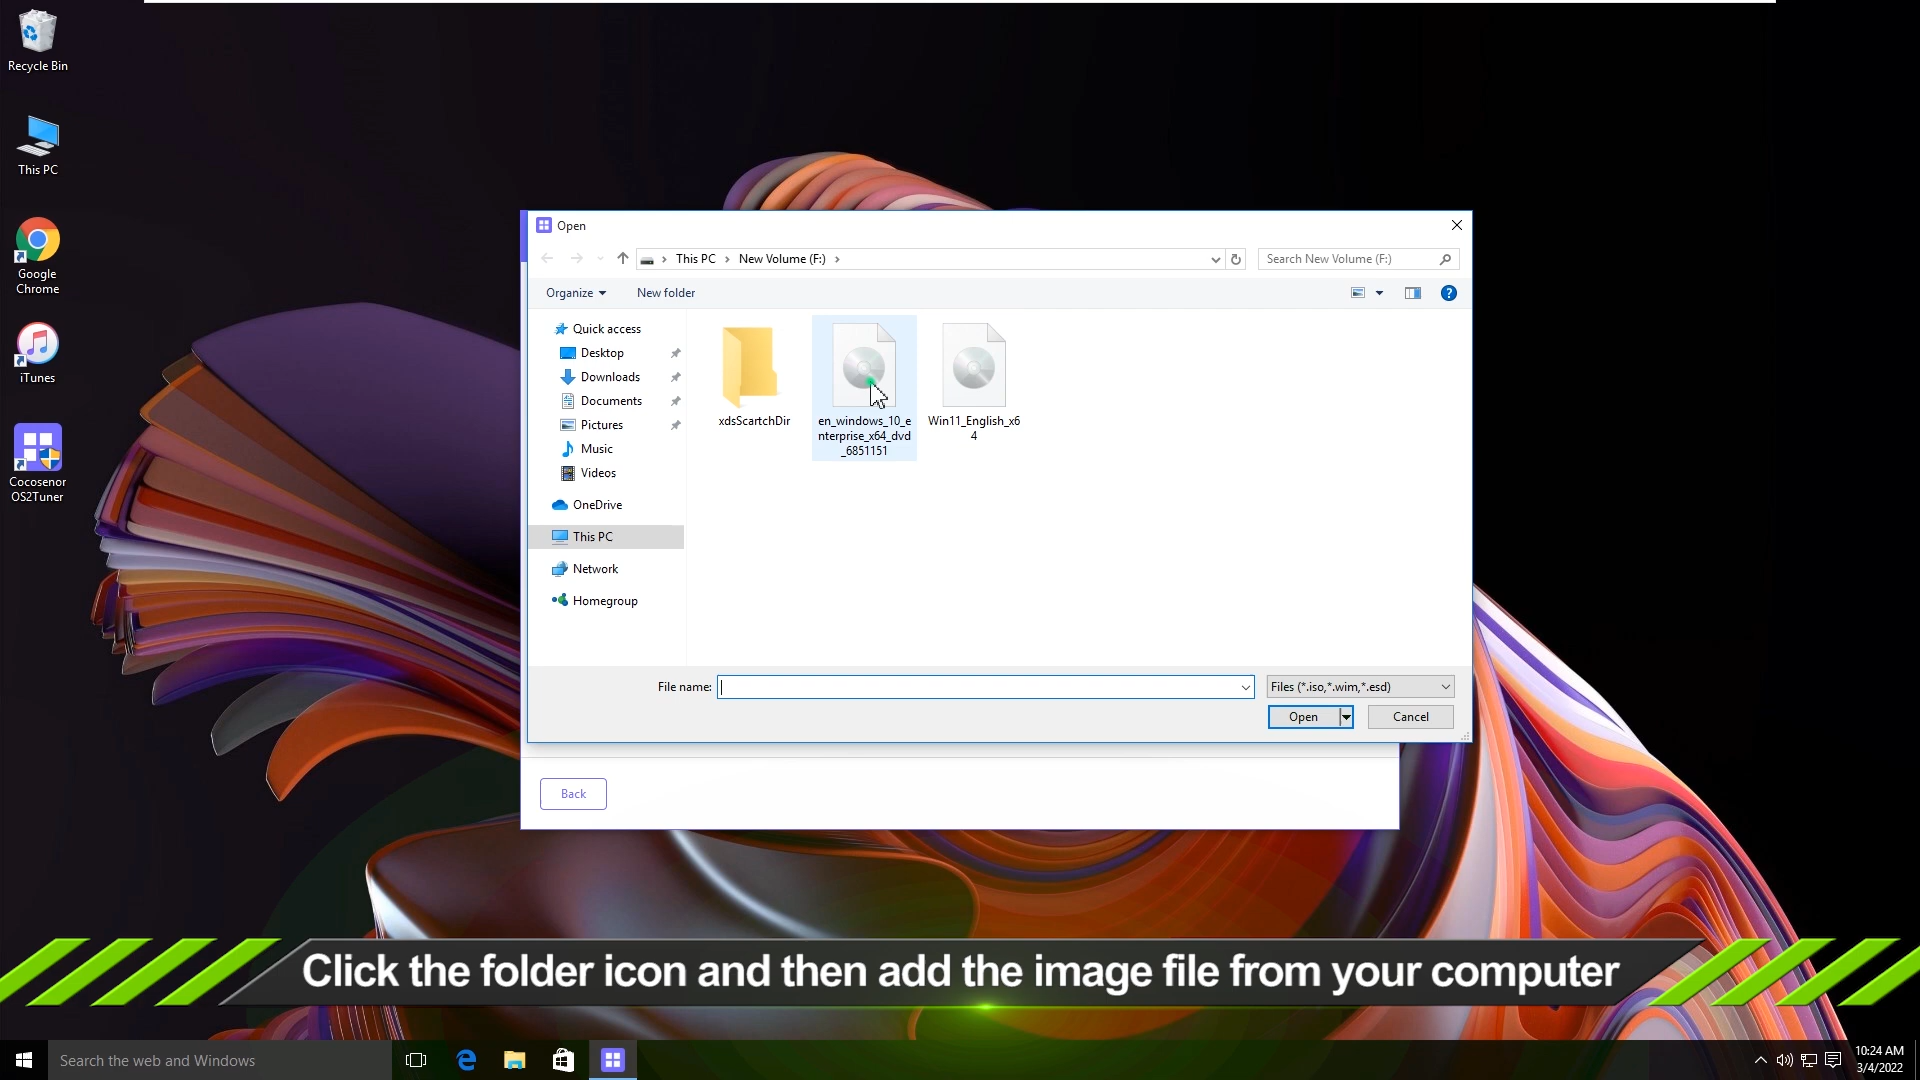 Recycle Bin
This PC
Google
Chrome
iTunes
Cocosenor
OS2Tuner
Open
This PC
New Volume (F:)
Search New Volume (F:)
Organize
New folder
Quick access
Desktop
Downloads
Documents
Pictures
Music
Videos
OneDrive
This PC
Network
Homegroup
xdsScartchDir
en_windows_10_e
nterprise_x64_dvd
_6851151
Win11_English_x6
4
File name:
Files (*.iso,*.wim,*.esd)
Open
Cancel
Back
Click the folder icon and then add the image file from your computer
Search the web and Windows
10:24 AM
3/4/2022